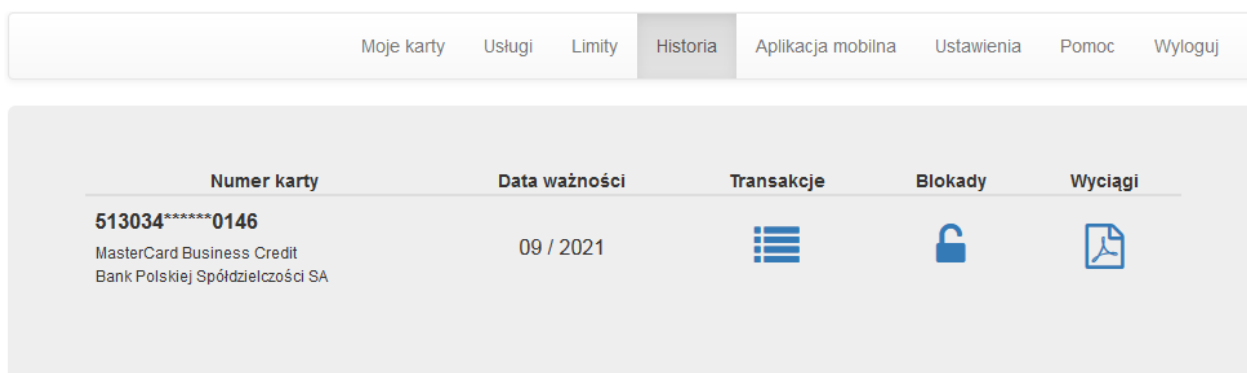 Moje karty Usługi Limity Historia Aplikacja mobilna Ustawienia Pomoc Wyloguj
Numer karty Data ważności Transakcje Blokady Wyciągi
513034******0146
MasterCard Business Credit
09 / 2021
Bank Polskiej Spółdzielczości SA